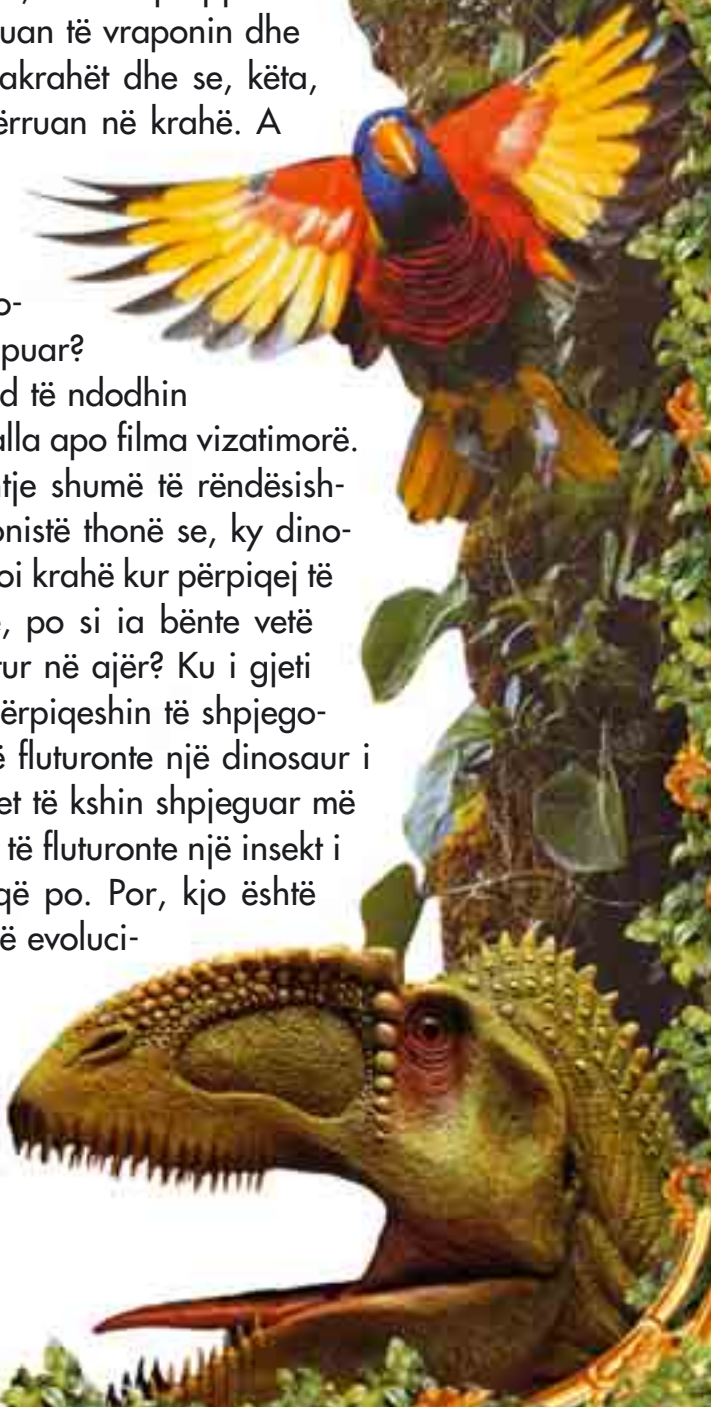 uan të vraponin dhe
akrahët dhe se, këta,
ërruan në krahë. A
o-
puar?
d të ndodhin
alla apo filma vizatimorë.
tje shumë të rëndësish-
onistë thonë se, ky dino-
oi krahë kur përpiqej të
, po si ia bënte vetë
tur në ajër? Ku i gjeti
ërpiqeshin të shpjego-
ë fluturonte një dinosaur i
et të kshin shpjeguar më
të fluturonte një insekt i
që po. Por, kjo është
ë evoluci-